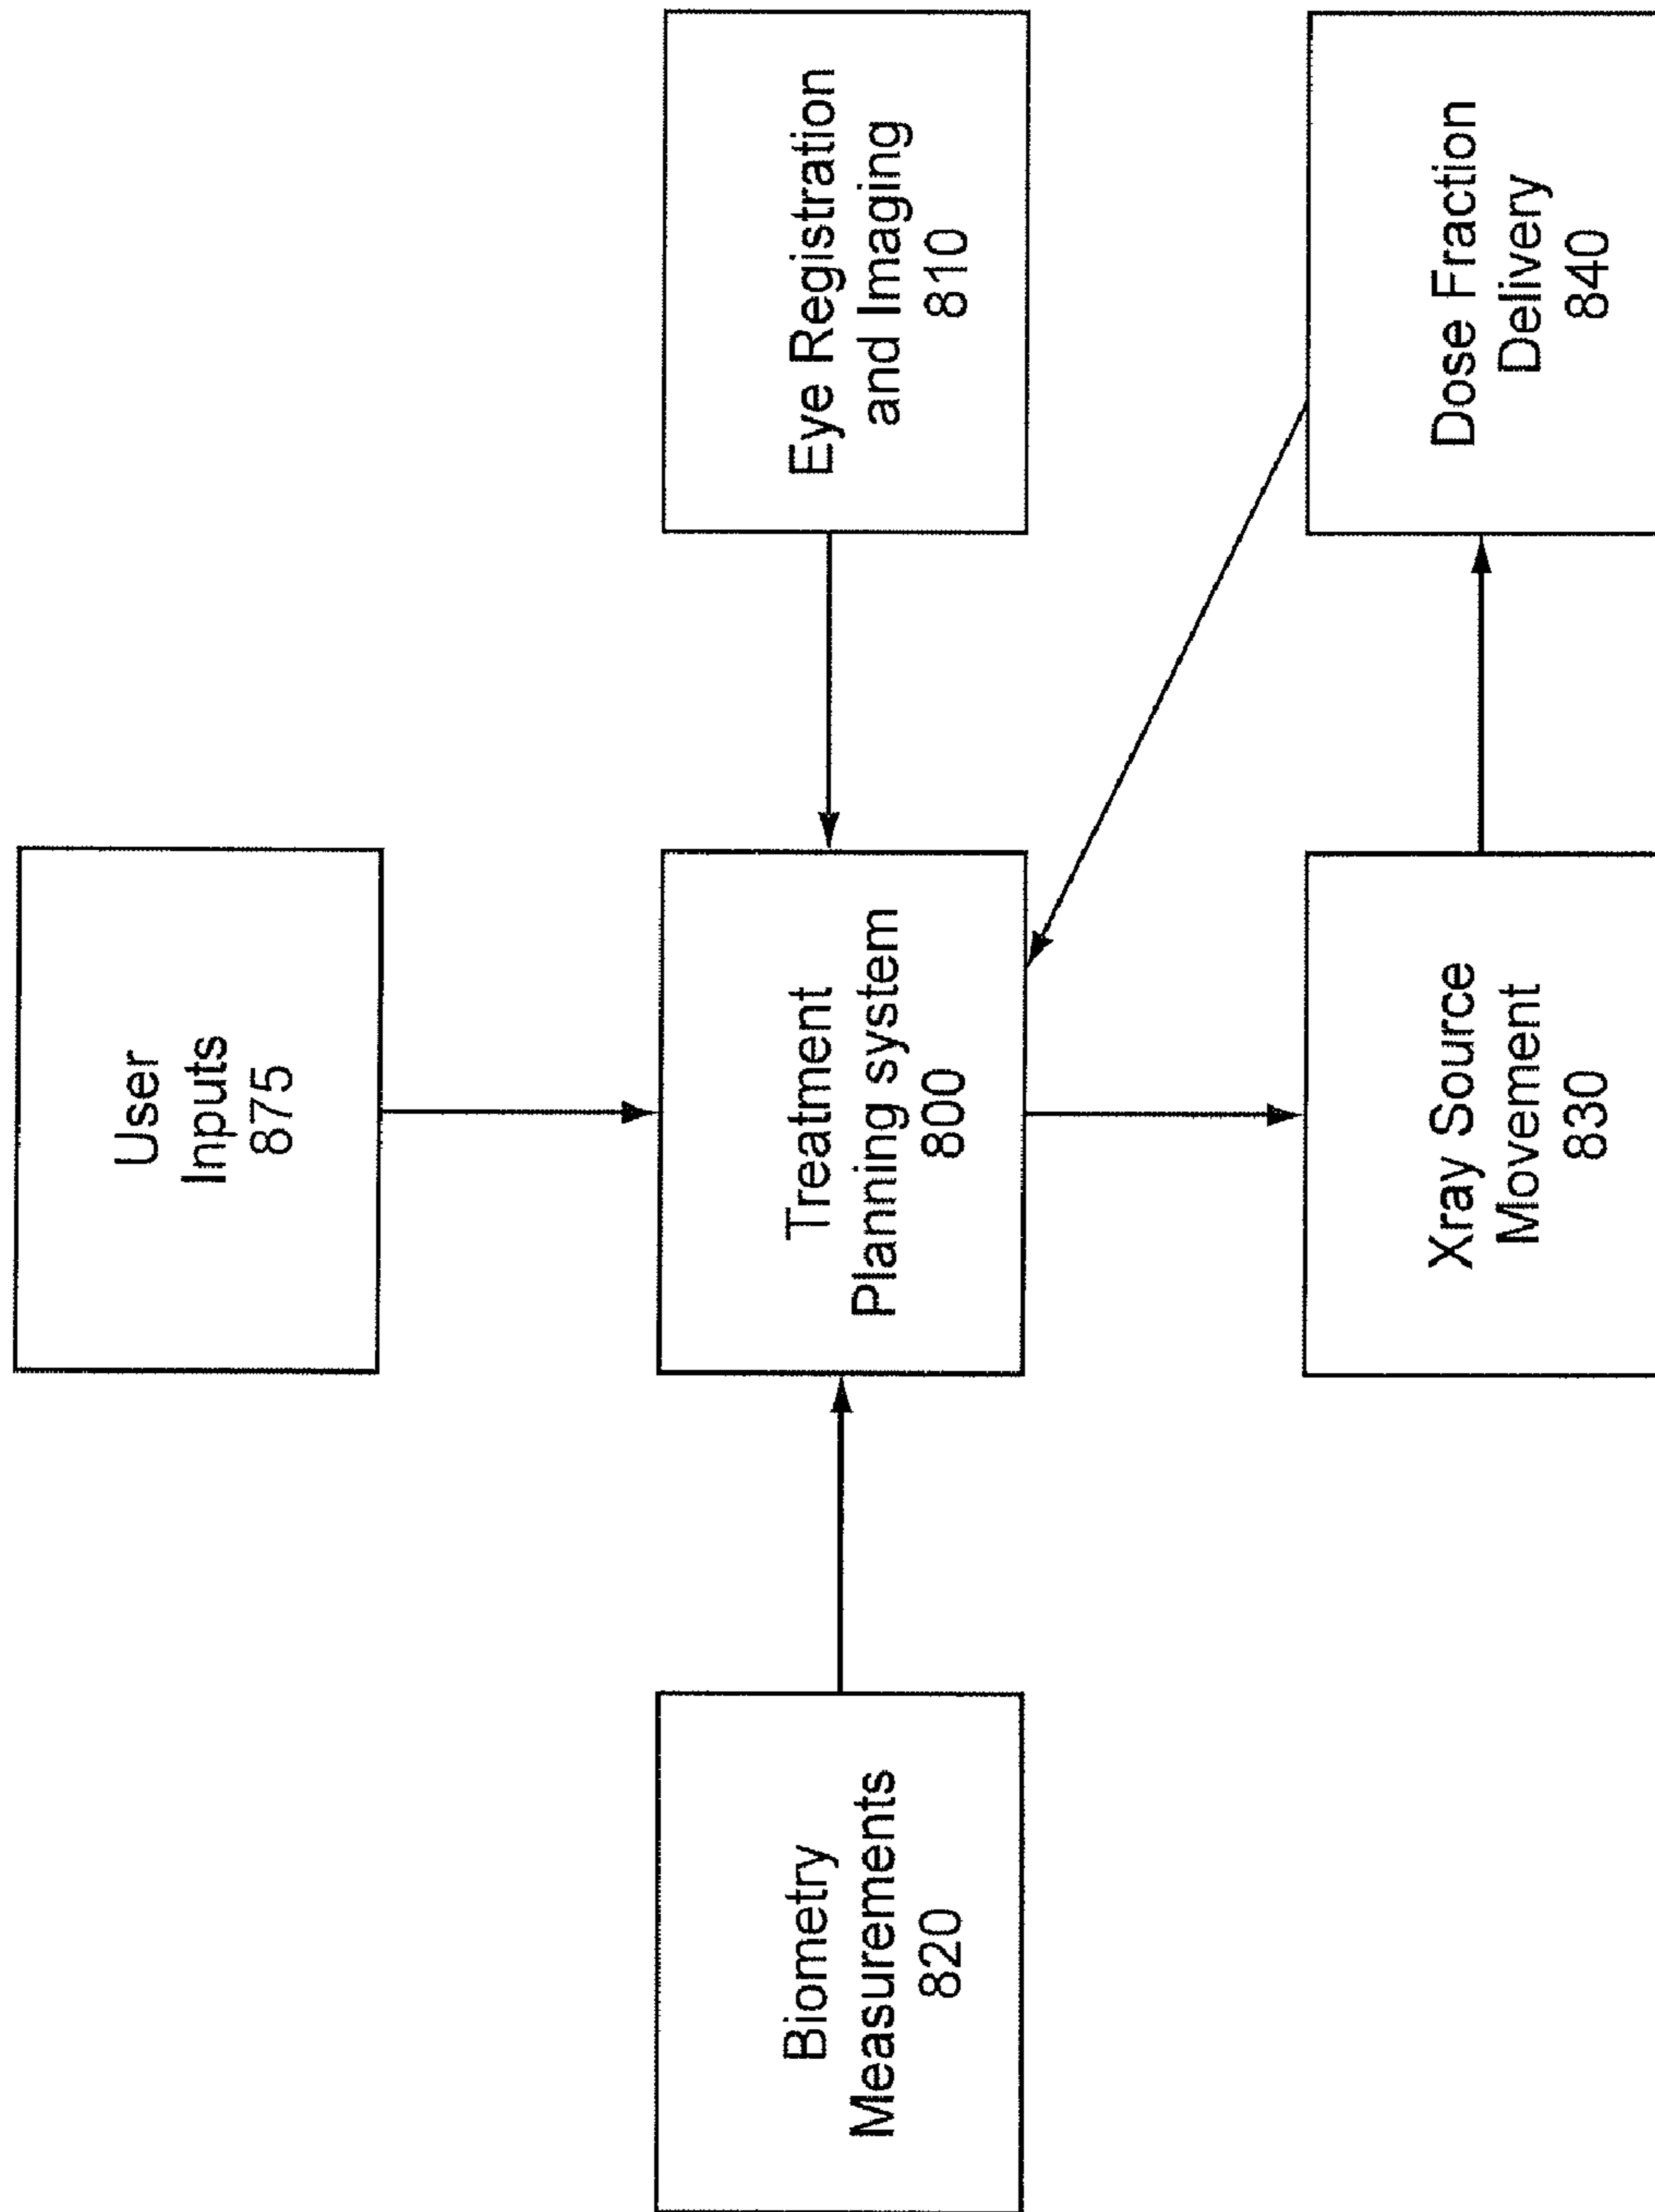 User
Inputs
875
Biometry
Measurements
820
Treatment
Planning system
800
Eye Registration
and Imaging
810
Xray Source
Movement
830
Dose Fraction
Delivery
840